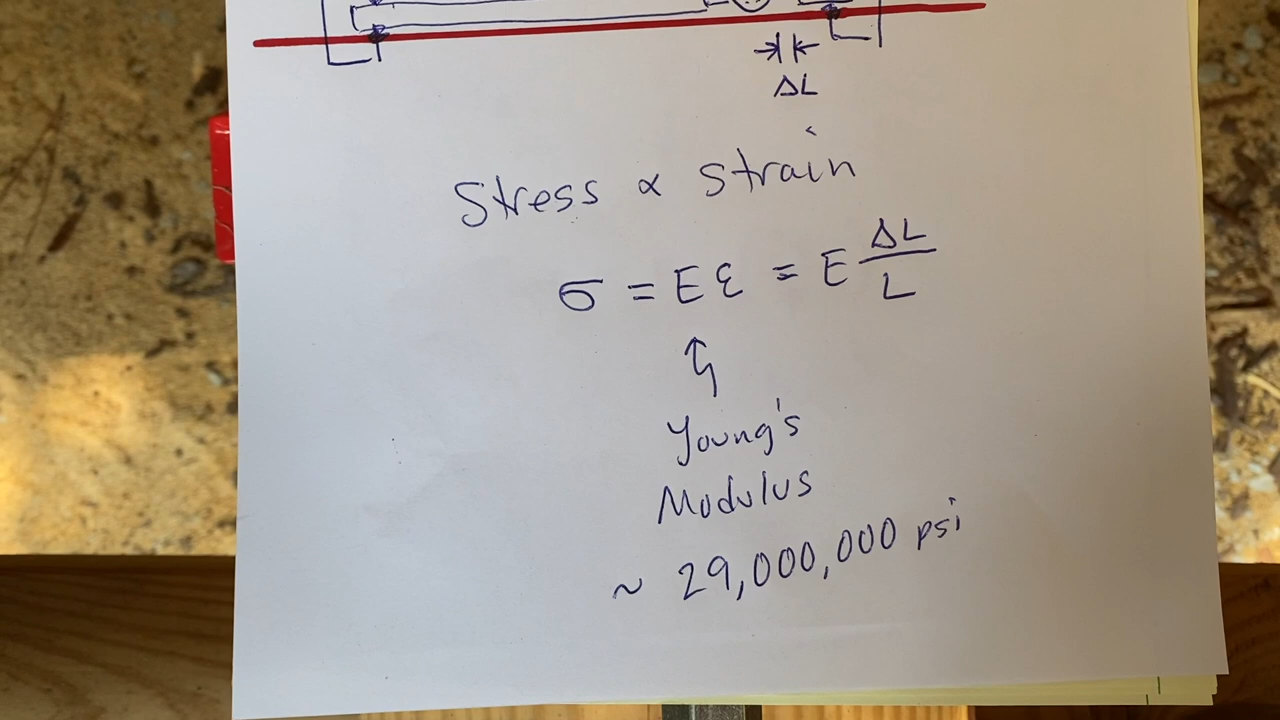 ΔL
Stress ∝ strain
σ = Eε = E ΔL/L
Young's
Modulus
~ 29,000,000 psi